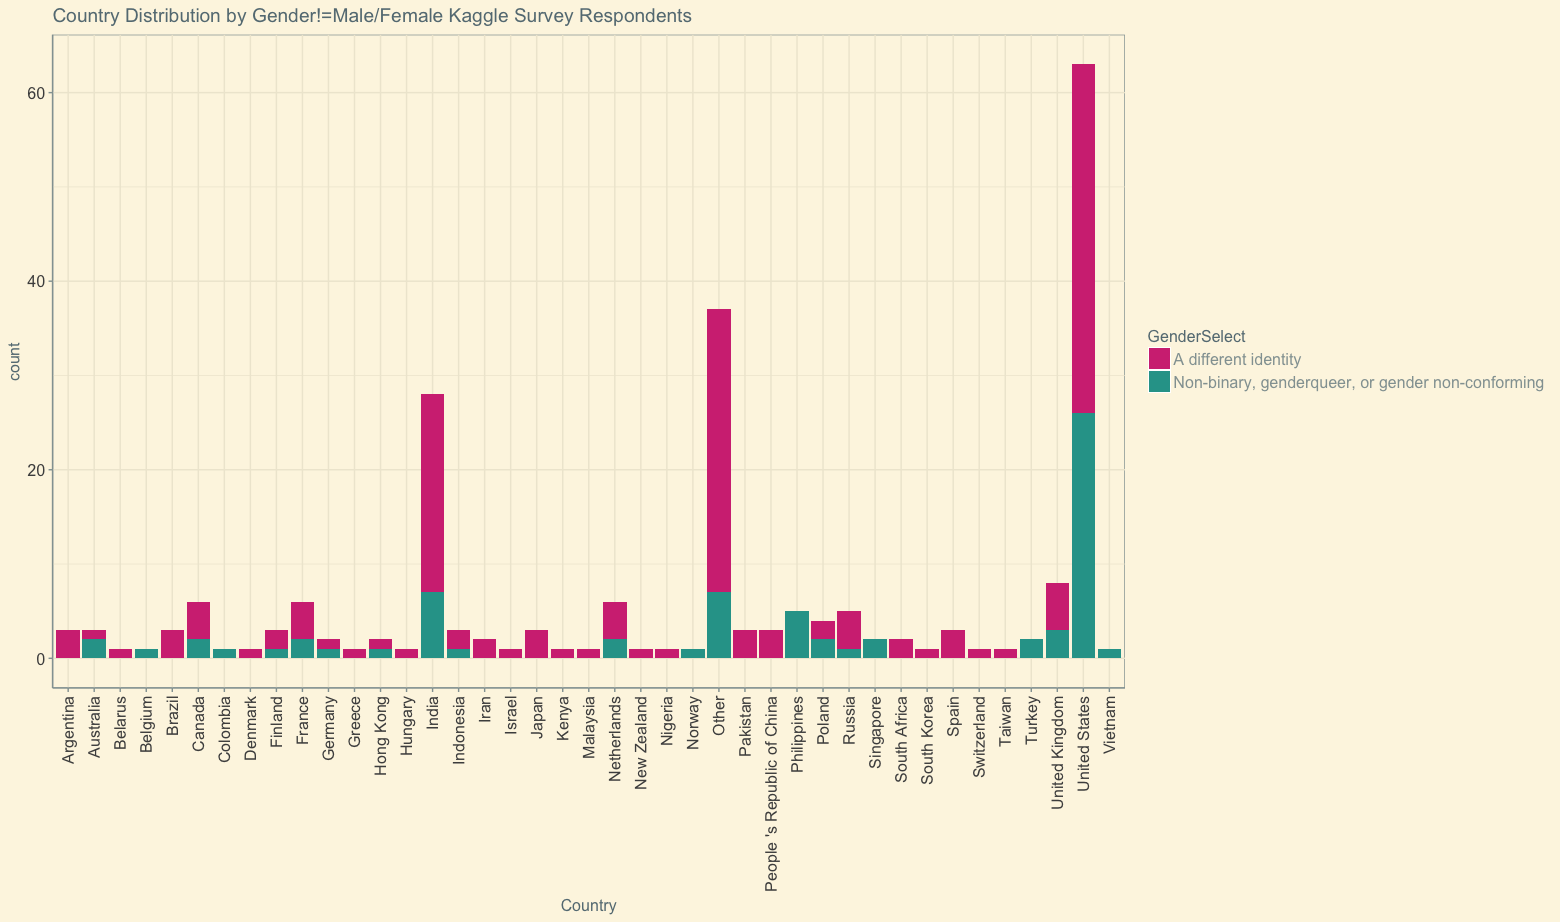 Country Distribution by Gender!=Male/Female Kaggle Survey Respondents
60
40
20
0
count
GenderSelect
A different identity
Non-binary, genderqueer, or gender non-conforming
Argentina
Australia
Belarus
Belgium
Brazil
Canada
Colombia
Denmark
Finland
France
Germany
Greece
Hong Kong
Hungary
India
Indonesia
Iran
Israel
Japan
Kenya
Malaysia
Netherlands
New Zealand
Nigeria
Norway
Other
Pakistan
People 's Republic of China
Philippines
Poland
Russia
Singapore
South Africa
South Korea
Spain
Switzerland
Taiwan
Turkey
United Kingdom
United States
Vietnam
Country